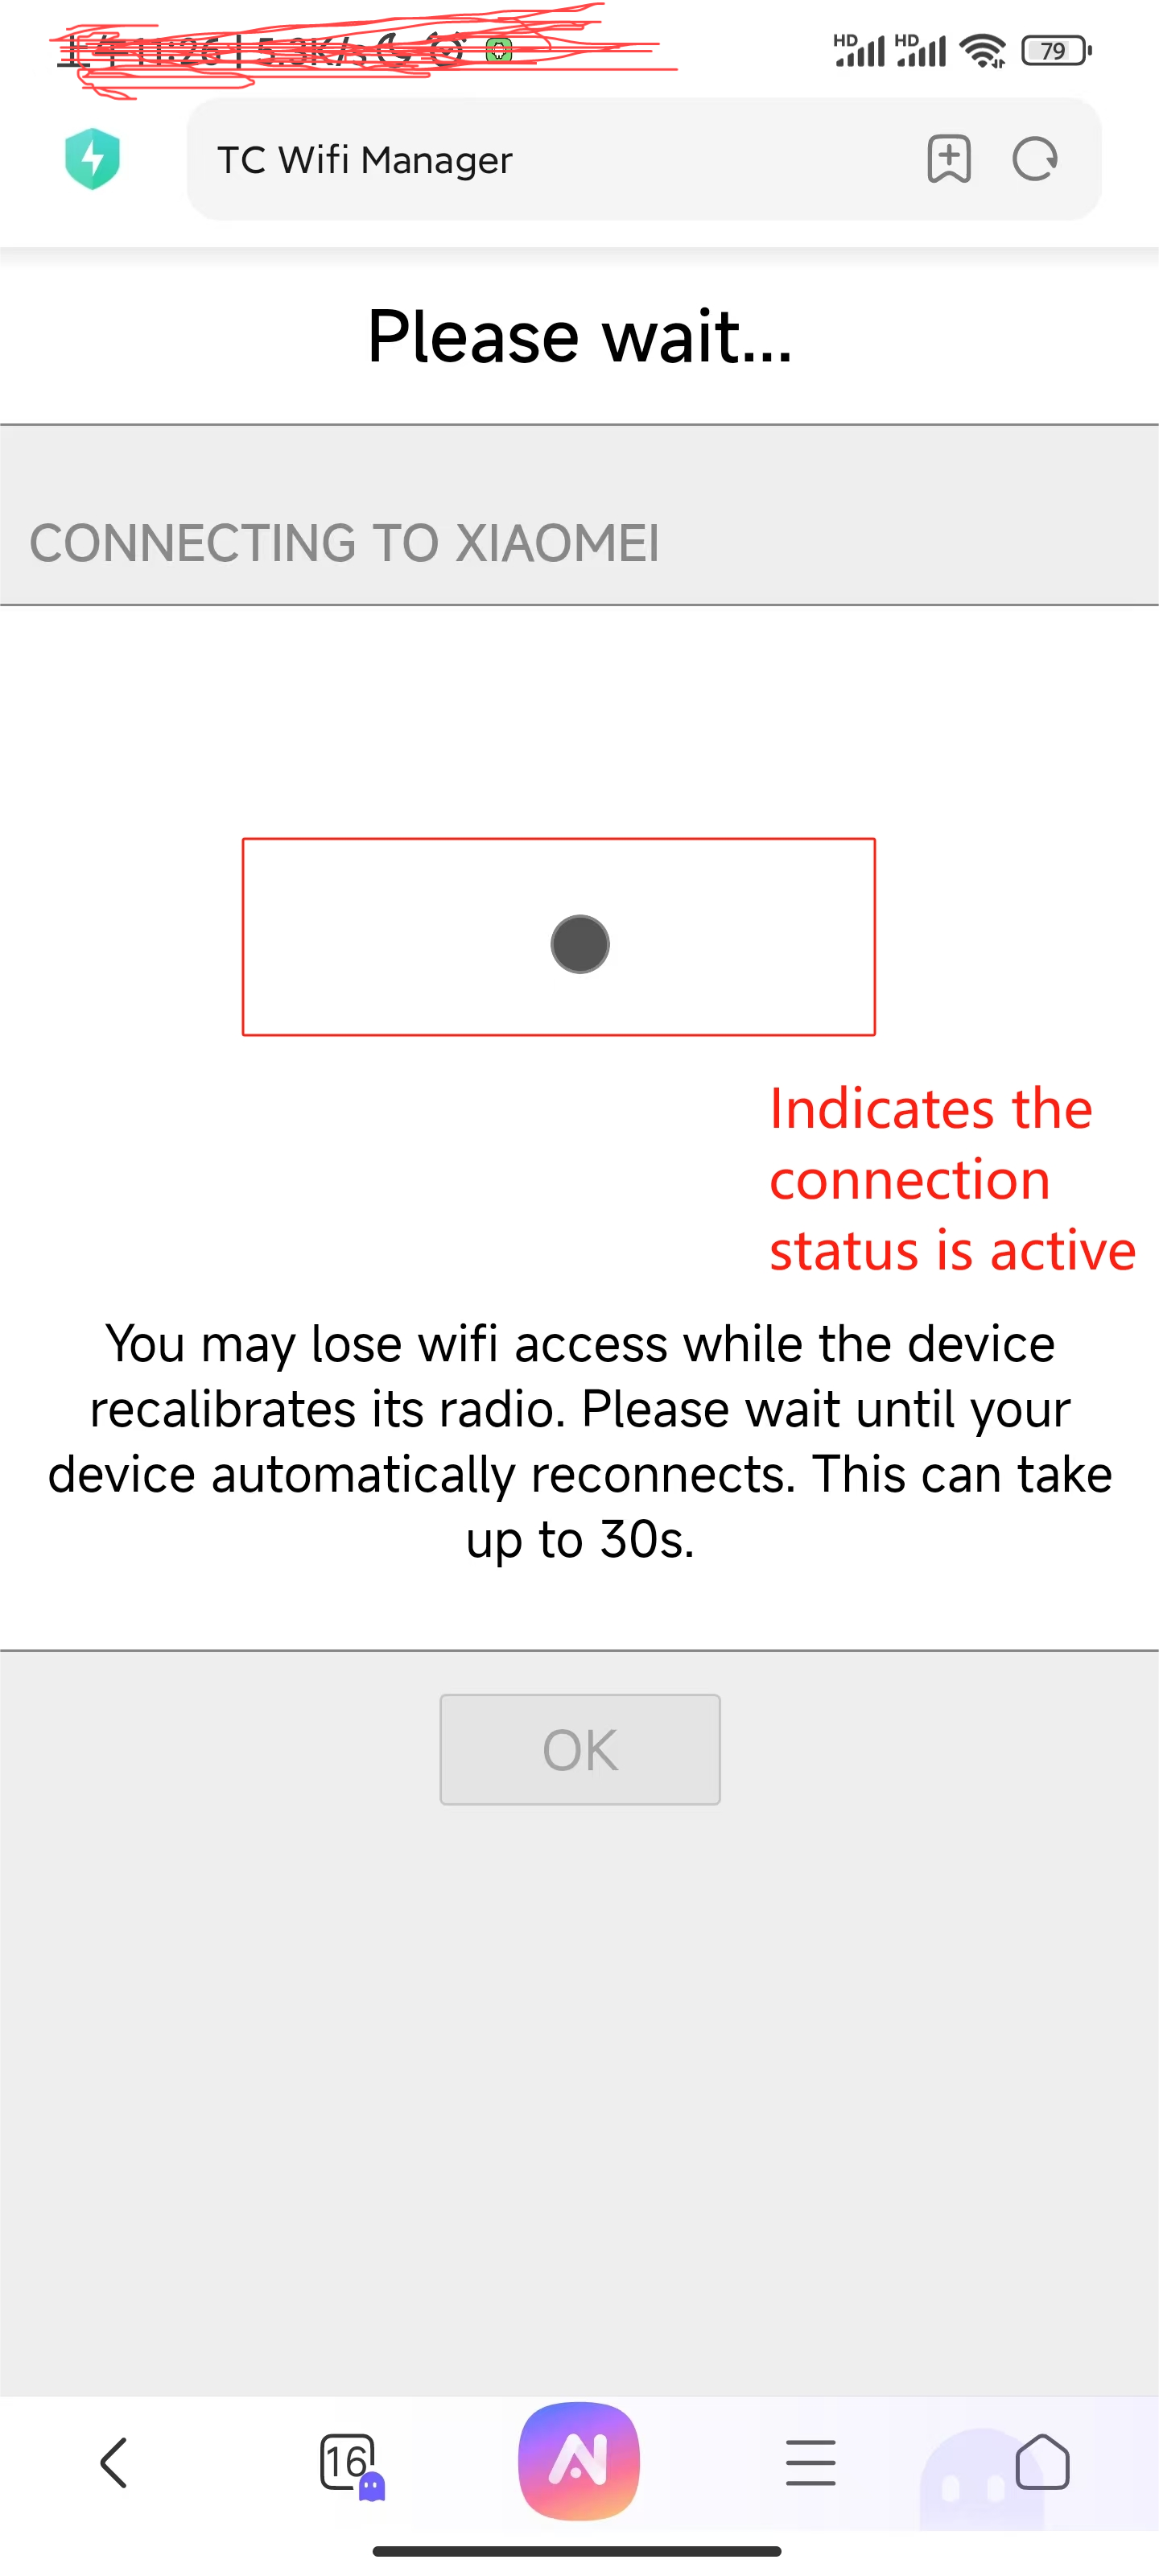 上午11:26 | 5.3K/s
HD HD 79
TC Wifi Manager
Please wait...
CONNECTING TO XIAOMEI
Indicates the
connection
status is active
You may lose wifi access while the device
recalibrates its radio. Please wait until your
device automatically reconnects. This can take
up to 30s.
OK
16 AI